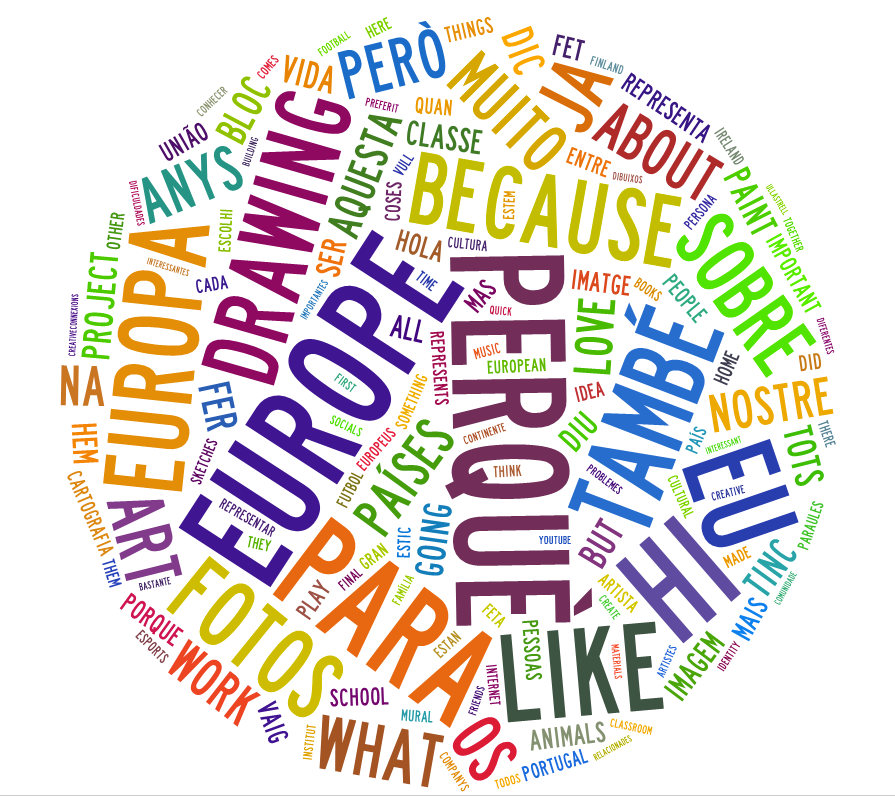 FOOTBALL
HERE
THINGS
DIC
FET
FINLAND
COMES
VIDA
PERÒ
MUITO
JA
REPRESENTA
CONHECER
BLOC
PREFERIT
QUAN
ABOUT
IRELAND
UNIÃO
BUILDING
DRAWING
AQUESTA
CLASSE
ENTRE
DIBUIXOS
PAINT
ULLASTRELL
TOGETHER
ANYS
COSES
VULL
BECAUSE
ESTEM
PERSONA
IMPORTANT
DIFICULDADES
OTHER
ESCOLHI
SER
HOLA
CULTURA
SOBRE
EUROPA
INTERESSANTES
CADA
IMPORTANTES
EUROPE
TIME
MAS
QUICK
IMATGE
BOOKS
PEOPLE
CREATIVECONNEXIONS
PROJECT
ALL
PERQUÈ
LOVE
TAMBÉ
DIFERENTES
REPRESENTS
MUSIC
EUROPEAN
HOME
DID
NA
FER
FIRST
SOMETHING
IDEA
NOSTRE
HEM
SOCIALS
EUROPEUS
CONTINENTE
DIU
PAÍS
INTERESSANT
THERE
TOTS
SKETCHES
FUTBOL
PAÍSES
THINK
PROBLEMES
CULTURAL
EU
CREATIVE
CARTOGRAFIA
ART
REPRESENTAR
THEY
ESTIC
GOING
YOUTUBE
BUT
PARAULES
THEM
BASTANTE
PARA
GRAN
FINAL
HI
MADE
TINC
COMUNIDADE
PORQUE
FOTOS
PLAY
FAMÍLIA
FETA
ARTISTA
CREATE
MAIS
ESPORTS
WORK
ESTAN
PESSOAS
LIKE
MATERIALS
ARTISTES
IMAGEM
IDENTITY
VAIG
SCHOOL
INTERNET
FRIENDS
INSTITUT
MURAL
WHAT
OS
ANIMALS
CLASSROOM
COMPANYS
TODOS
PORTUGAL
RELACIONADES